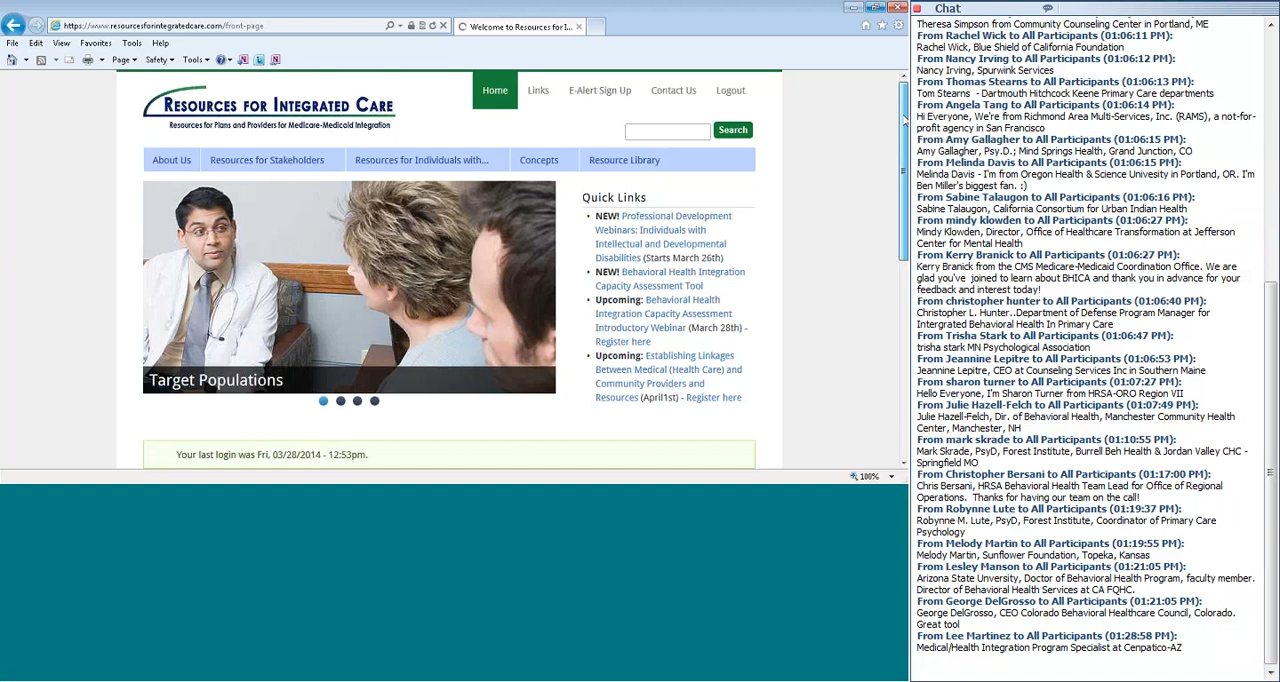 https://www.resourcesforintegratedcare.com/front-page
Welcome to Resources for I...
File Edit View Favorites Tools Help
Page Safety Tools
RESOURCES FOR INTEGRATED CARE
Resources for Plans and Providers for Medicare-Medicaid Integration
Home Links E-Alert Sign Up Contact Us Logout
Search
About Us Resources for Stakeholders Resources for Individuals with... Concepts Resource Library
Target Populations
Quick Links
• NEW! Professional Development
Webinars: Individuals with
Intellectual and Developmental
Disabilities (Starts March 26th)
• NEW! Behavioral Health Integration
Capacity Assessment Tool
• Upcoming: Behavioral Health
Integration Capacity Assessment
Introductory Webinar (March 28th) -
Register here
• Upcoming: Establishing Linkages
Between Medical (Health Care) and
Community Providers and
Resources (April1st) - Register here
Your last login was Fri, 03/28/2014 - 12:53pm.
100%
Chat
Theresa Simpson from Community Counseling Center in Portland, ME
From Rachel Wick to All Participants (01:06:11 PM):
Rachel Wick, Blue Shield of California Foundation
From Nancy Irving to All Participants (01:06:12 PM):
Nancy Irving, Spurwink Services
From Thomas Stearns to All Participants (01:06:13 PM):
Tom Stearns - Dartmouth Hitchcock Keene Primary Care departments
From Angela Tang to All Participants (01:06:14 PM):
Hi Everyone, We're from Richmond Area Multi-Services, Inc. (RAMS), a not-for-
profit agency in San Francisco
From Amy Gallagher to All Participants (01:06:15 PM):
Amy Gallagher, Psy.D.; Mind Springs Health, Grand Junction, CO
From Melinda Davis to All Participants (01:06:15 PM):
Melinda Davis - I'm from Oregon Health & Science Univesity in Portland, OR. I'm
Ben Miller's biggest fan. :)
From Sabine Talaugon to All Participants (01:06:16 PM):
Sabine Talaugon, California Consortium for Urban Indian Health
From mindy klowden to All Participants (01:06:27 PM):
Mindy Klowden, Director, Office of Healthcare Transformation at Jefferson
Center for Mental Health
From Kerry Branick to All Participants (01:06:27 PM):
Kerry Branick from the CMS Medicare-Medicaid Coordination Office. We are
glad you've joined to learn about BHICA and thank you in advance for your
feedback and interest today!
From christopher hunter to All Participants (01:06:40 PM):
Christopher L. Hunter..Department of Defense Program Manager for
Intergrated Behavioral Health In Primary Care
From Trisha Stark to All Participants (01:06:47 PM):
trisha stark MN Psychological Association
From Jeannine Lepitre to All Participants (01:06:53 PM):
Jeannine Lepitre, CEO at Counseling Services Inc in Southern Maine
From sharon turner to All Participants (01:07:27 PM):
Hello Everyone, I'm Sharon Turner from HRSA-ORO Region VII
From Julie Hazell-Felch to All Participants (01:07:49 PM):
Julie Hazell-Felch, Dir. of Behavioral Health, Manchester Community Health
Center, Manchester, NH
From mark skrade to All Participants (01:10:55 PM):
Mark Skrade, PsyD, Forest Institute, Burrell Beh Health & Jordan Valley CHC -
Springfield MO
From Christopher Bersani to All Participants (01:17:00 PM):
Chris Bersani, HRSA Behavioral Health Team Lead for Office of Regional
Operations. Thanks for having our team on the call!
From Robynne Lute to All Participants (01:19:37 PM):
Robynne M. Lute, PsyD, Forest Institute, Coordinator of Primary Care
Psychology
From Melody Martin to All Participants (01:19:55 PM):
Melody Martin, Sunflower Foundation, Topeka, Kansas
From Lesley Manson to All Participants (01:21:05 PM):
Arizona State Unversity, Doctor of Behavioral Health Program, faculty member.
Director of Behavioral Health Services at CA FQHC.
From George DelGrosso to All Participants (01:21:05 PM):
George DelGrosso, CEO Colorado Behavioral Healthcare Council, Colorado.
Great tool
From Lee Martinez to All Participants (01:28:58 PM):
Medical/Health Integration Program Specialist at Cenpatico-AZ